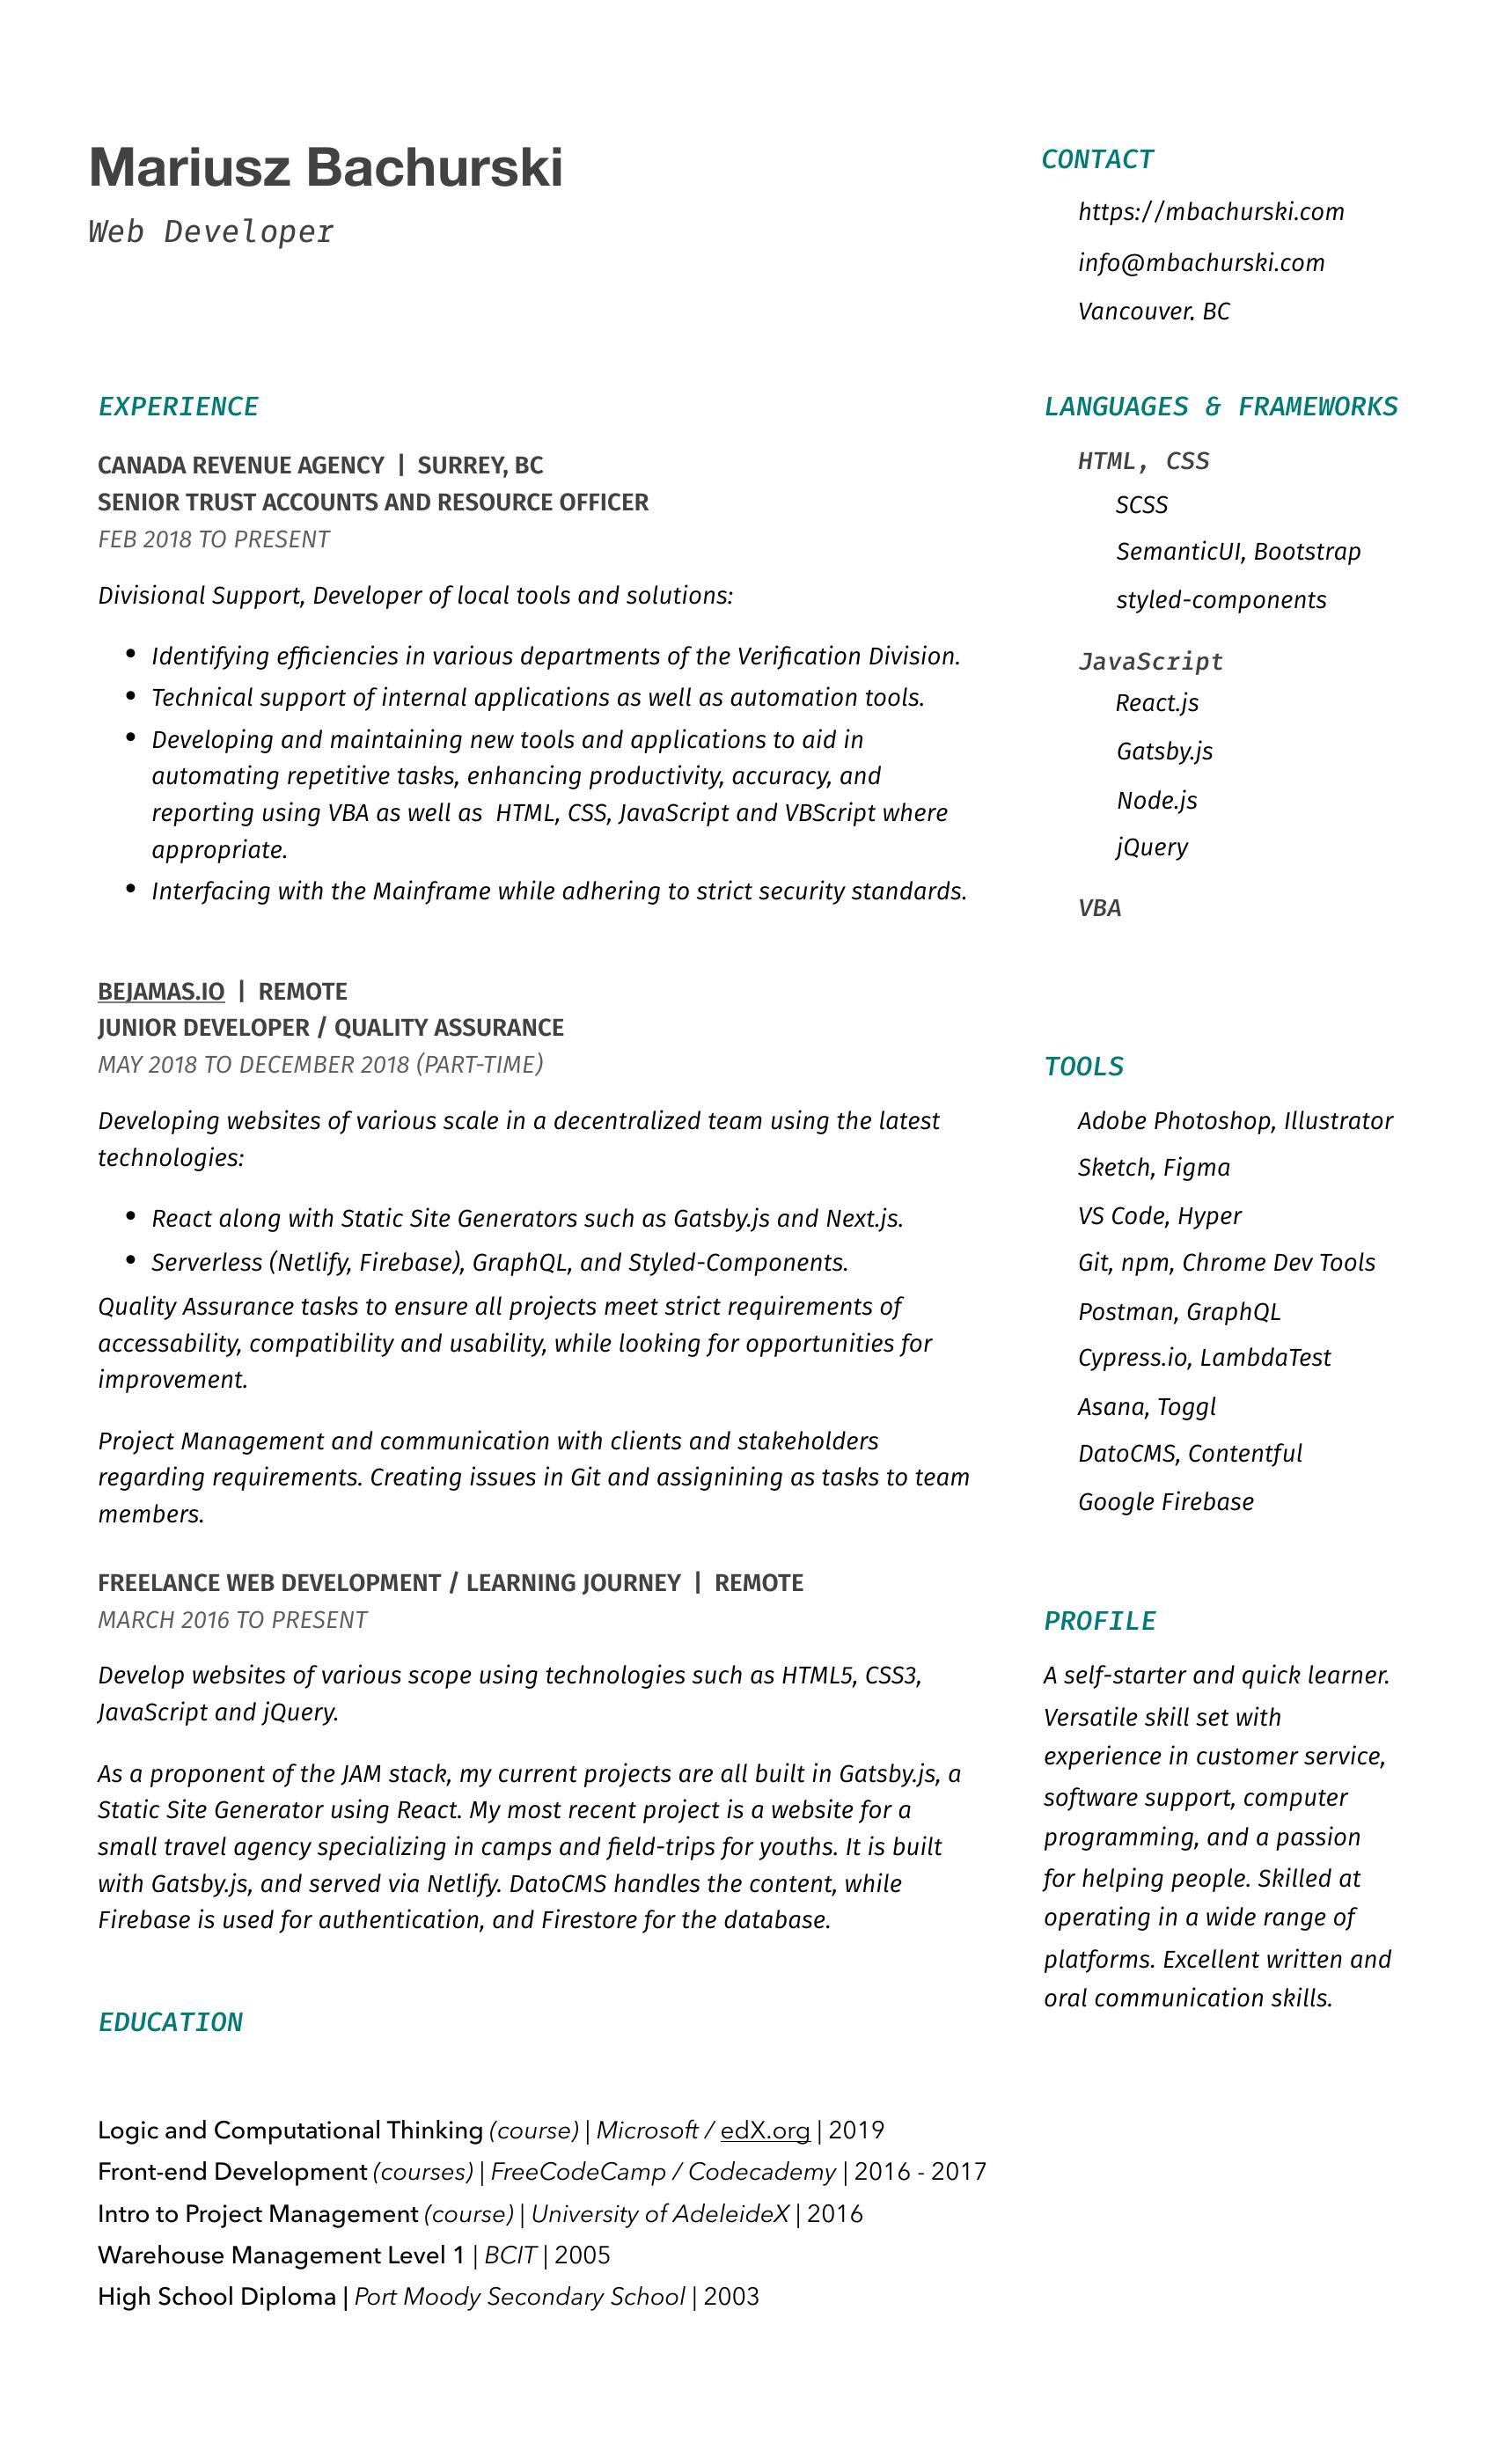 Mariusz Bachurski
Web Developer
CONTACT
https://mbachurski.com
info@mbachurski.com
Vancouver. BC
EXPERIENCE
CANADA REVENUE AGENCY | SURREY, BC
SENIOR TRUST ACCOUNTS AND RESOURCE OFFICER
FEB 2018 TO PRESENT
Divisional Support, Developer of local tools and solutions:
• Identifying efficiencies in various departments of the Verification Division.
• Technical support of internal applications as well as automation tools.
• Developing and maintaining new tools and applications to aid in
automating repetitive tasks, enhancing productivity, accuracy, and
reporting using VBA as well as HTML, CSS, JavaScript and VBScript where
appropriate.
• Interfacing with the Mainframe while adhering to strict security standards.
BEJAMAS.IO | REMOTE
JUNIOR DEVELOPER / QUALITY ASSURANCE
MAY 2018 TO DECEMBER 2018 (PART-TIME)
Developing websites of various scale in a decentralized team using the latest
technologies:
• React along with Static Site Generators such as Gatsby.js and Next.js.
• Serverless (Netlify, Firebase), GraphQL, and Styled-Components.
Quality Assurance tasks to ensure all projects meet strict requirements of
accessability, compatibility and usability, while looking for opportunities for
improvement.
Project Management and communication with clients and stakeholders
regarding requirements. Creating issues in Git and assignining as tasks to team
members.
FREELANCE WEB DEVELOPMENT / LEARNING JOURNEY | REMOTE
MARCH 2016 TO PRESENT
Develop websites of various scope using technologies such as HTML5, CSS3,
JavaScript and jQuery.
As a proponent of the JAM stack, my current projects are all built in Gatsby.js, a
Static Site Generator using React. My most recent project is a website for a
small travel agency specializing in camps and field-trips for youths. It is built
with Gatsby.js, and served via Netlify. DatoCMS handles the content, while
Firebase is used for authentication, and Firestore for the database.
EDUCATION
Logic and Computational Thinking (course) | Microsoft / edX.org | 2019
Front-end Development (courses) | FreeCodeCamp / Codecademy | 2016 - 2017
Intro to Project Management (course) | University of AdeleideX | 2016
Warehouse Management Level 1 | BCIT | 2005
High School Diploma | Port Moody Secondary School | 2003
LANGUAGES & FRAMEWORKS
HTML, CSS
SCSS
SemanticUI, Bootstrap
styled-components
JavaScript
React.js
Gatsby.js
Node.js
jQuery
VBA
TOOLS
Adobe Photoshop, Illustrator
Sketch, Figma
VS Code, Hyper
Git, npm, Chrome Dev Tools
Postman, GraphQL
Cypress.io, LambdaTest
Asana, Toggl
DatoCMS, Contentful
Google Firebase
PROFILE
A self-starter and quick learner.
Versatile skill set with
experience in customer service,
software support, computer
programming, and a passion
for helping people. Skilled at
operating in a wide range of
platforms. Excellent written and
oral communication skills.